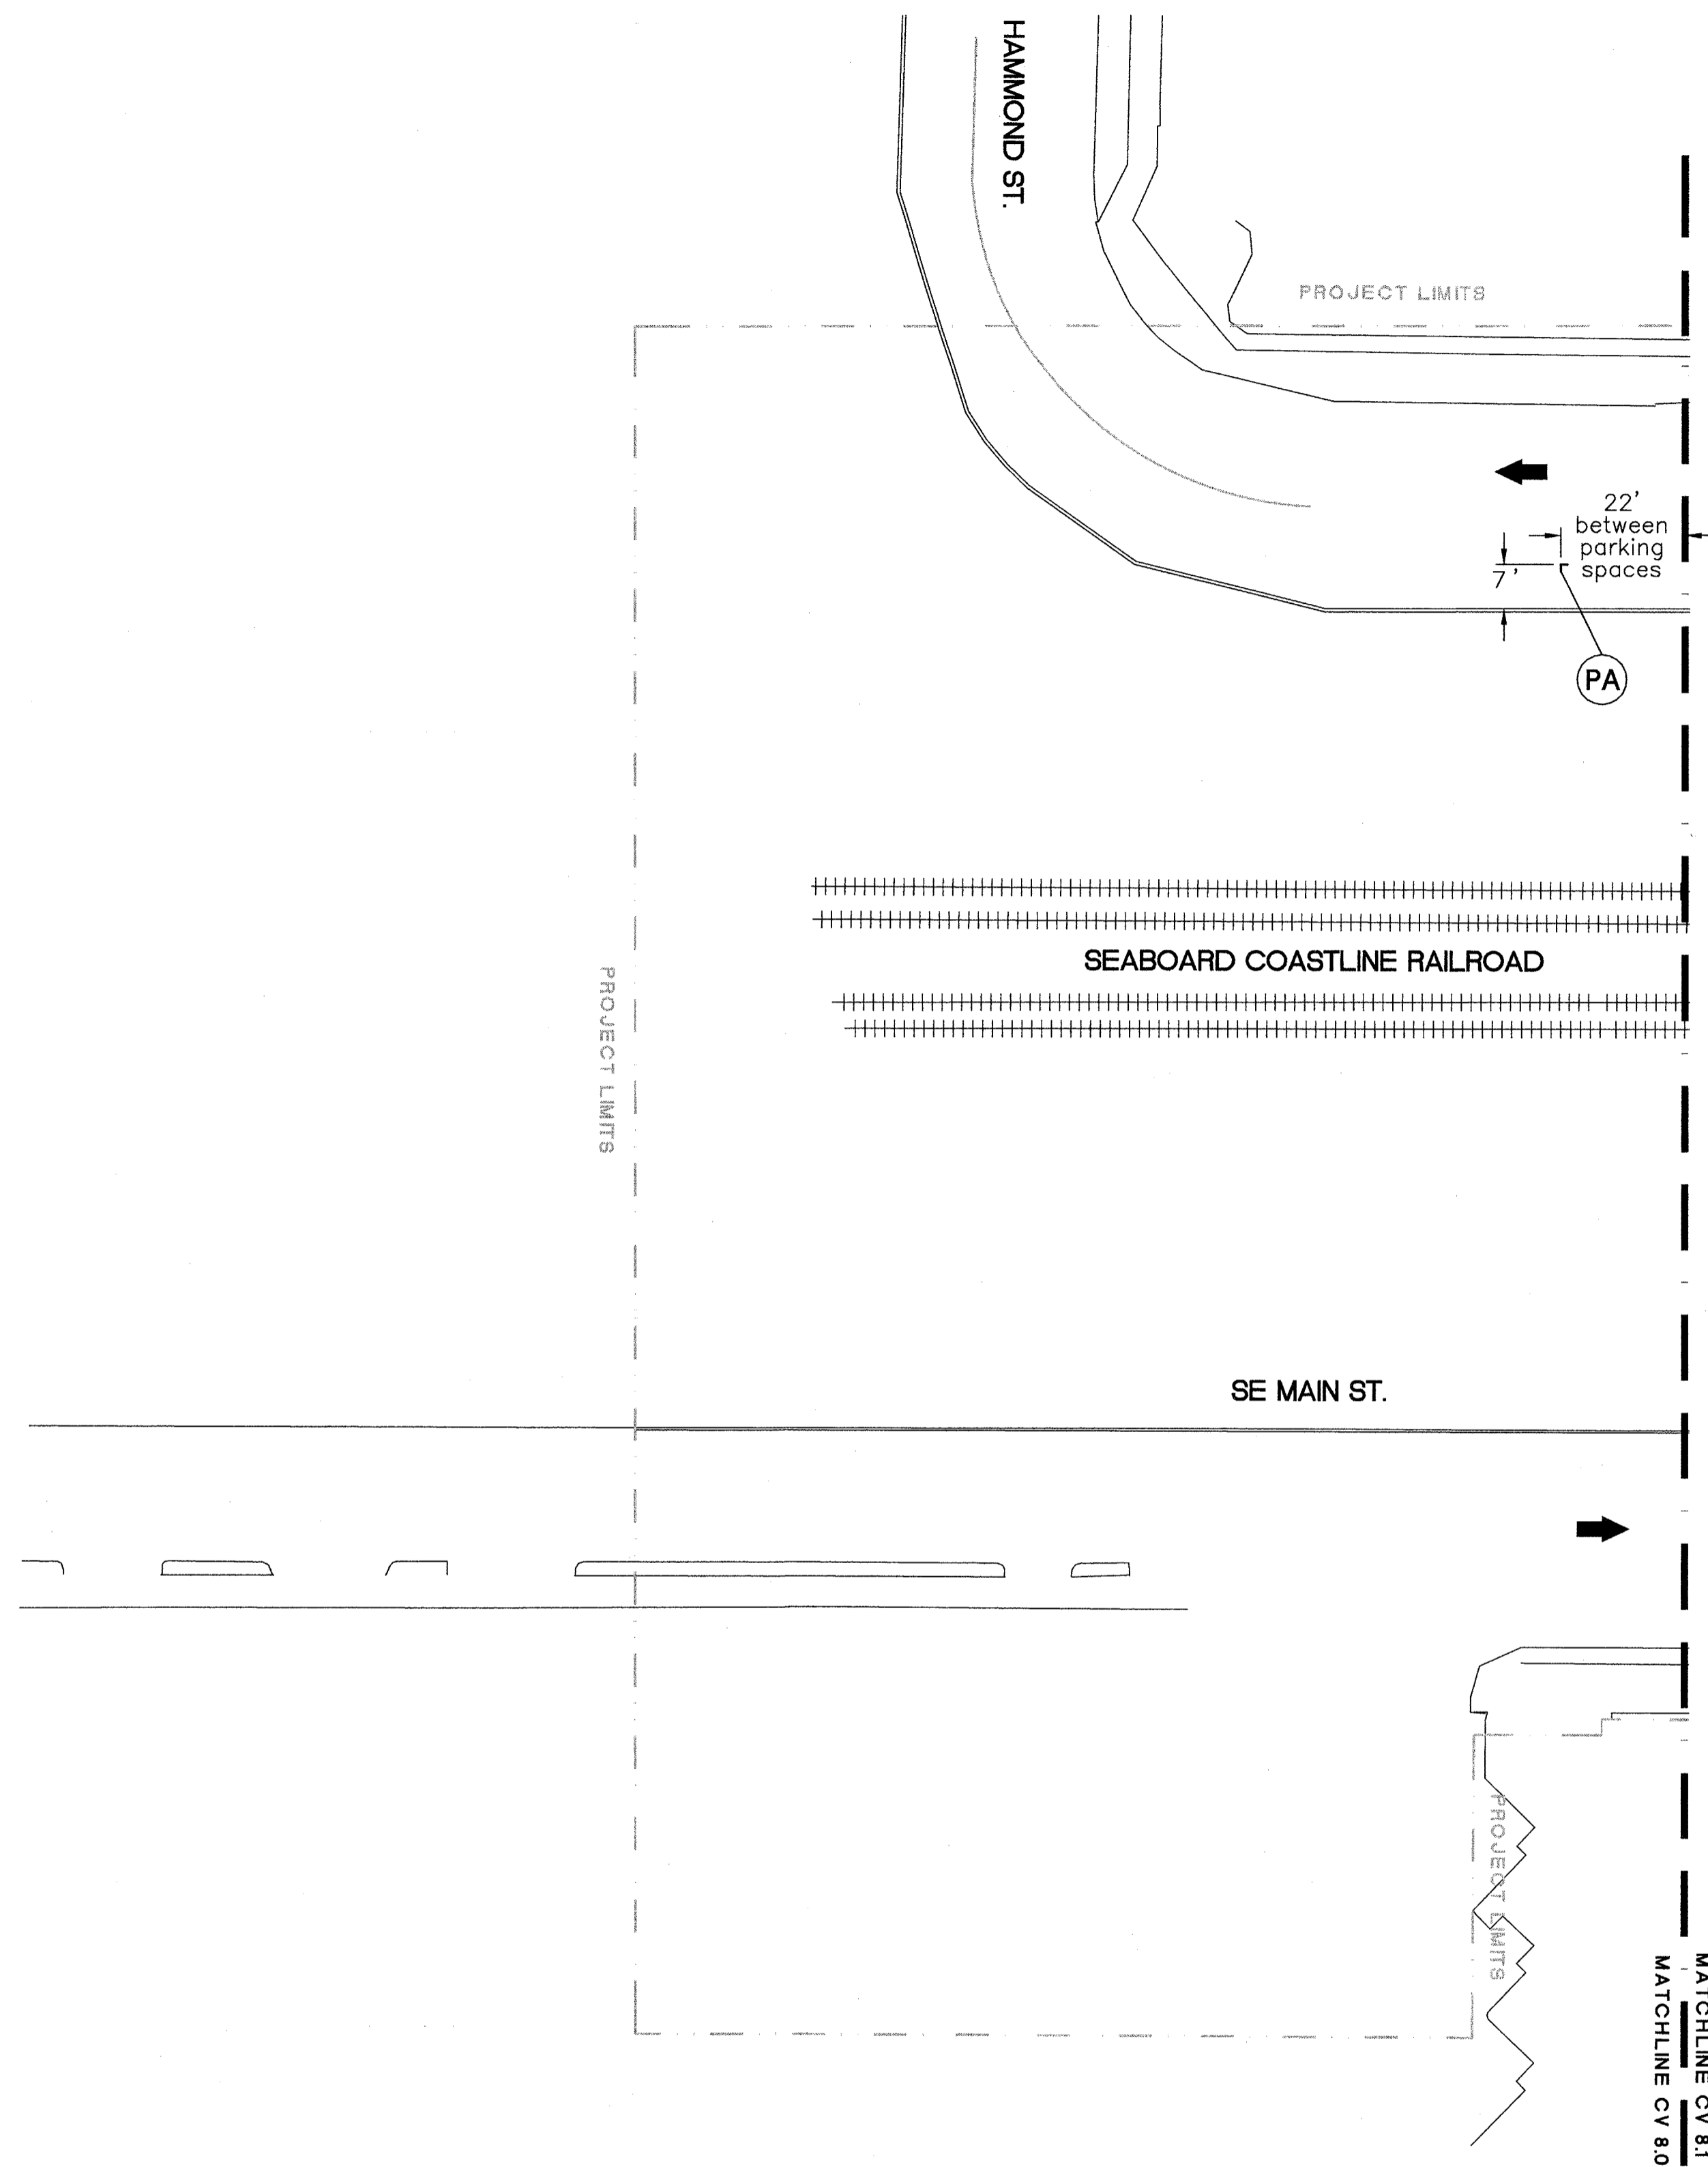 HAMMOND ST.
PROJECT LIMITS
22'
between
parking
spaces
7'
PA
SEABOARD COASTLINE RAILROAD
PROJECT LIMITS
SE MAIN ST.
PROJECT LIMITS
MATCHLINE CV 8.1
MATCHLINE CV 8.0